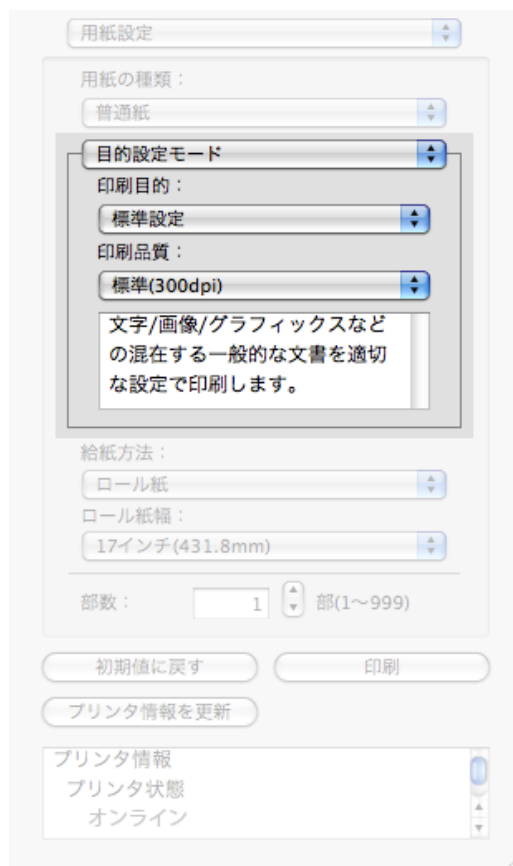 用紙設定
用紙の種類：
普通紙
目的設定モード
印刷目的：
標準設定
印刷品質：
標準(300dpi)
文字/画像/グラフィックスなど
の混在する一般的な文書を適切
な設定で印刷します。
給紙方法：
ロール紙
ロール紙幅：
17インチ(431.8mm)
部数： 1 部(1～999)
初期値に戻す 印刷
プリンタ情報を更新
プリンタ情報
プリンタ状態
オンライン